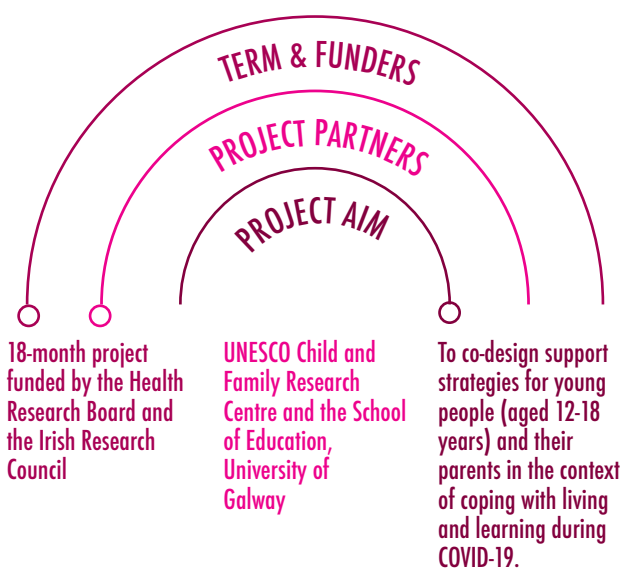 TERM & FUNDERS
PROJECT PARTNERS
PROJECT AIM
18-month project
funded by the Health
Research Board and
the Irish Research
Council
UNESCO Child and
Family Research
Centre and the School
of Education,
University of
Galway
To co-design support
strategies for young
people (aged 12-18
years) and their
parents in the context
of coping with living
and learning during
COVID-19.